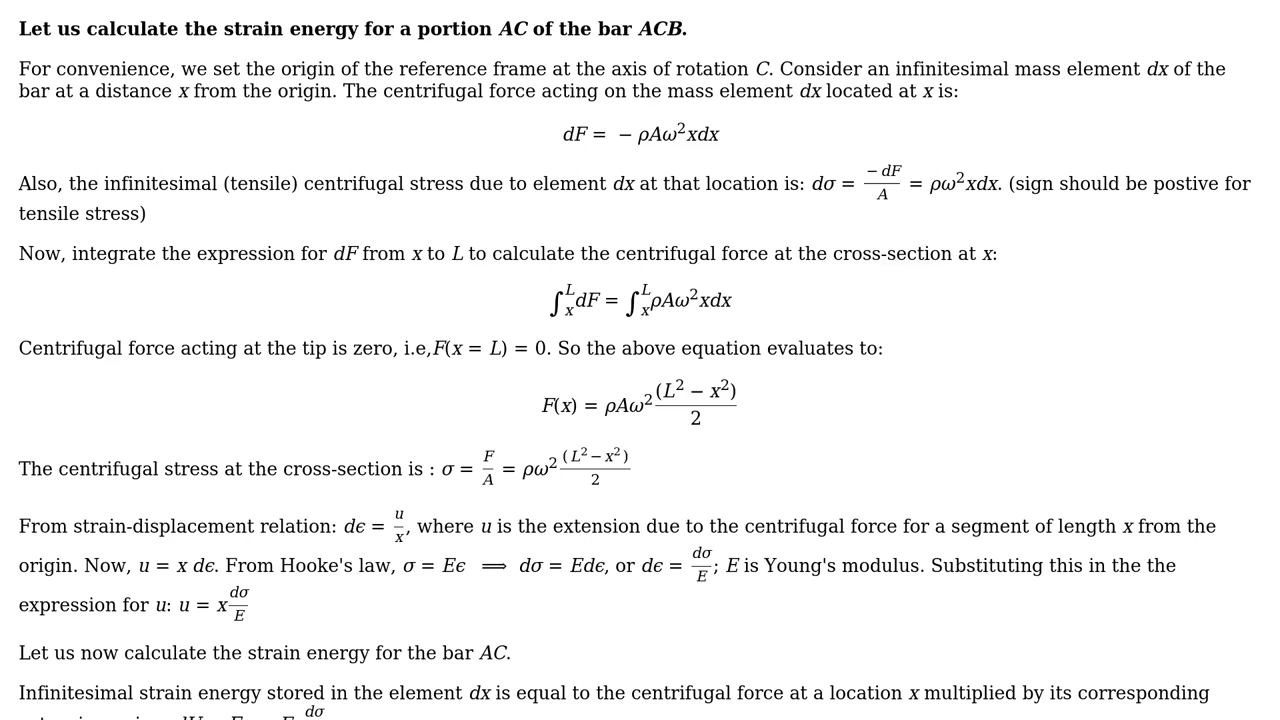 Let us calculate the strain energy for a portion AC of the bar ACB.
For convenience, we set the origin of the reference frame at the axis of rotation C. Consider an infinitesimal mass element dx of the
bar at a distance x from the origin. The centrifugal force acting on the mass element dx located at x is:
dF = − ρAω²xdx
Also, the infinitesimal (tensile) centrifugal stress due to element dx at that location is: dσ = −dF/A = ρω²xdx. (sign should be postive for
tensile stress)
Now, integrate the expression for dF from x to L to calculate the centrifugal force at the cross-section at x:
∫ₓᴸ dF = ∫ₓᴸ ρAω²xdx
Centrifugal force acting at the tip is zero, i.e,F(x = L) = 0. So the above equation evaluates to:
F(x) = ρAω² (L² − x²)/2
The centrifugal stress at the cross-section is : σ = F/A = ρω² (L² − x²)/2
From strain-displacement relation: dϵ = u/x, where u is the extension due to the centrifugal force for a segment of length x from the
origin. Now, u = x dϵ. From Hooke's law, σ = Eϵ ⟹ dσ = Edϵ, or dϵ = dσ/E; E is Young's modulus. Substituting this in the the
expression for u: u = x dσ/E
Let us now calculate the strain energy for the bar AC.
Infinitesimal strain energy stored in the element dx is equal to the centrifugal force at a location x multiplied by its corresponding
dσ